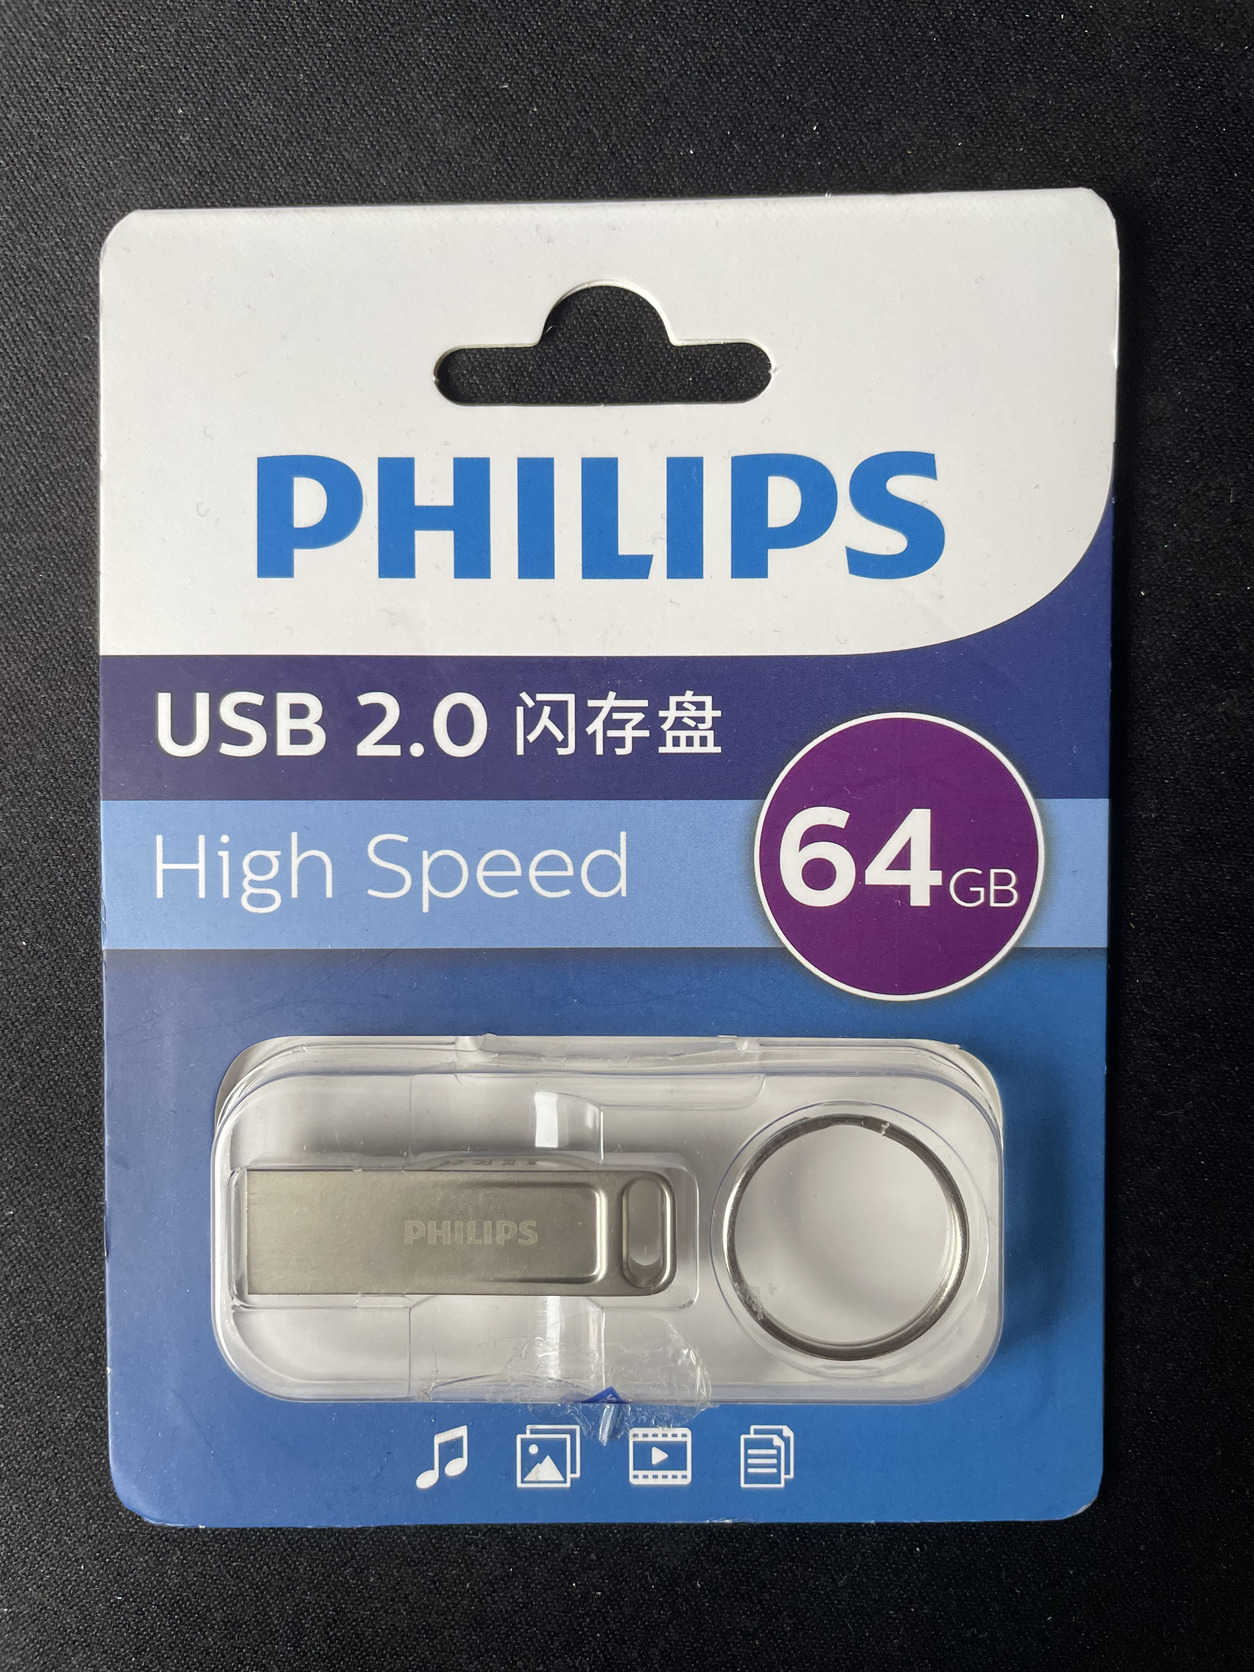 PHILIPS
USB 2.0 闪存盘
High Speed
64GB
PHILIPS